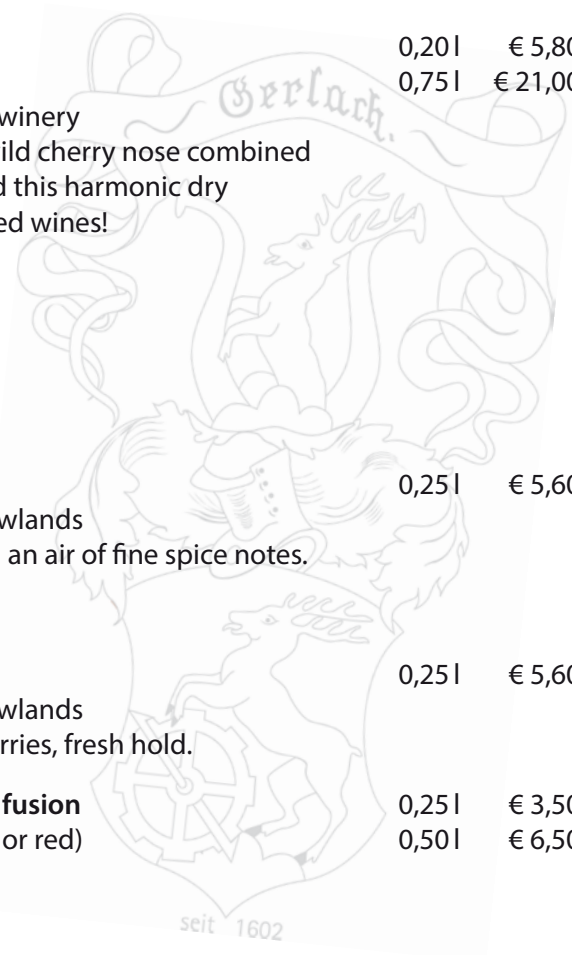 0,20 l € 5,80
Gerlach.
0,75 l € 21,00
winery
ild cherry nose combined
d this harmonic dry
ed wines!
0,25 l € 5,60
wlands
an air of fine spice notes.
0,25 l € 5,60
wlands
rries, fresh hold.
fusion 0,25 l € 3,50
or red) 0,50 l € 6,50
seit 1602